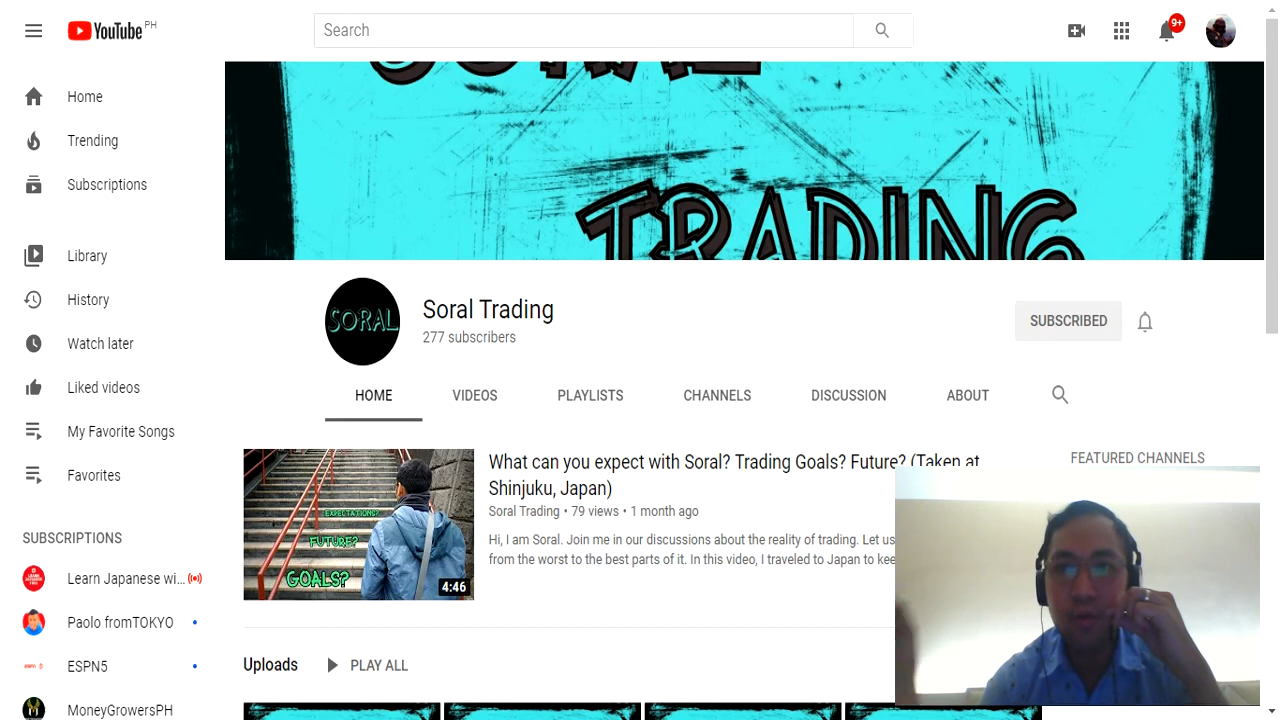 YouTube PH
Search
9+
Home
Trending
Subscriptions
Library
History
Watch later
Liked videos
My Favorite Songs
Favorites
SUBSCRIPTIONS
Learn Japanese wi...
Paolo fromTOKYO
ESPN5
MoneyGrowersPH
SORAL
TRADING
SORAL
Soral Trading
277 subscribers
SUBSCRIBED
HOME
VIDEOS
PLAYLISTS
CHANNELS
DISCUSSION
ABOUT
EXPECTATIONS?
FUTURE?
GOALS?
4:46
What can you expect with Soral? Trading Goals? Future? (Taken at
Shinjuku, Japan)
Soral Trading • 79 views • 1 month ago
Hi, I am Soral. Join me in our discussions about the reality of trading. Let us
from the worst to the best parts of it. In this video, I traveled to Japan to kee
FEATURED CHANNELS
Uploads
PLAY ALL